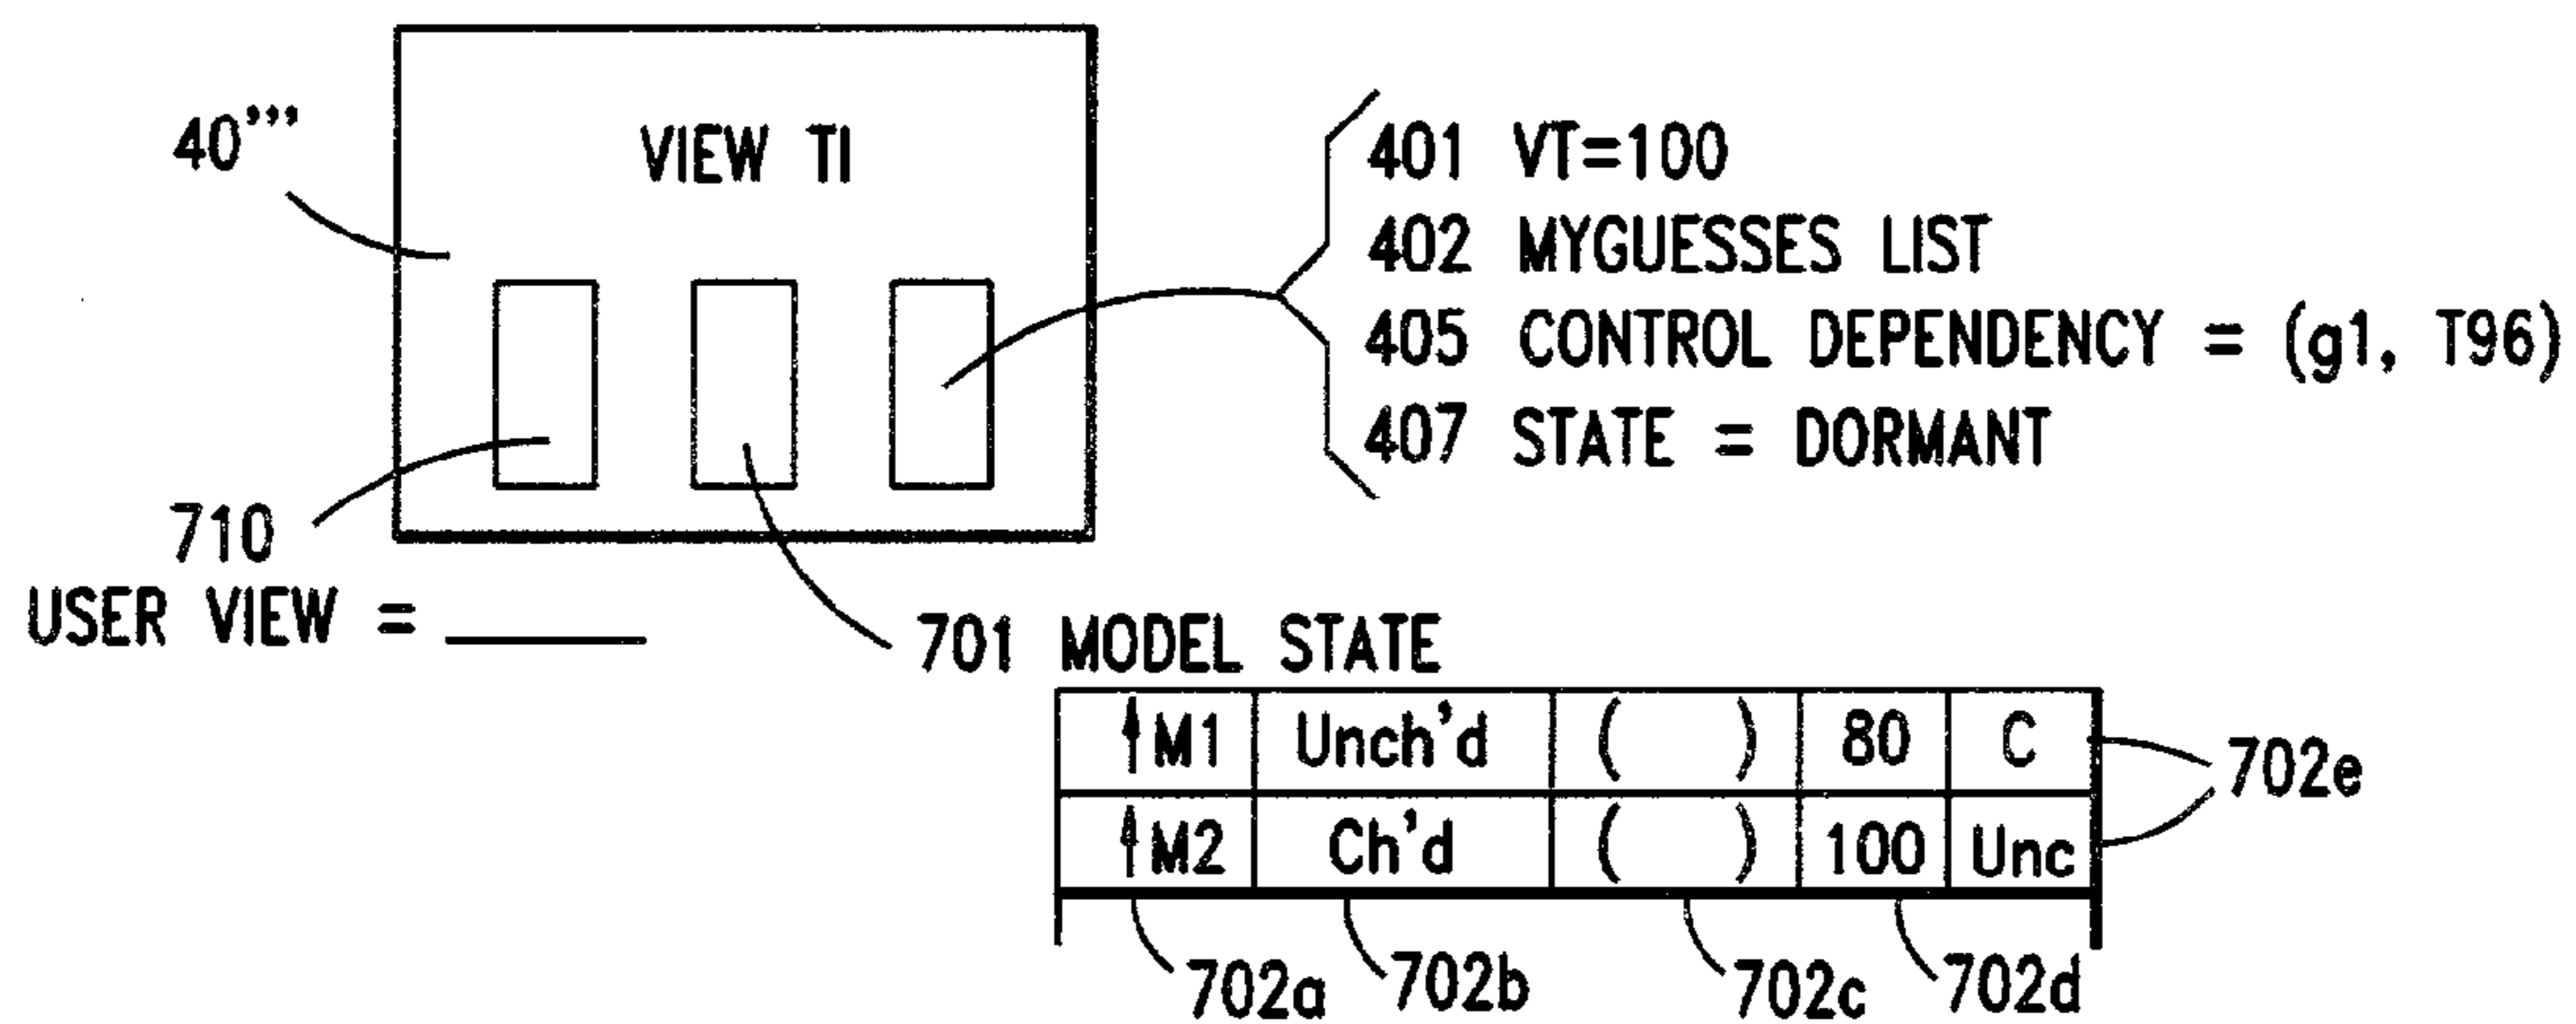 40'''
VIEW TI
401 VT=100
402 MYGUESSES LIST
405 CONTROL DEPENDENCY = (g1, T96)
407 STATE = DORMANT
710
USER VIEW = ______
701 MODEL STATE
↑M1 Unch'd ( ) 80 C
↑M2 Ch'd ( ) 100 Unc
702e
702a 702b 702c 702d